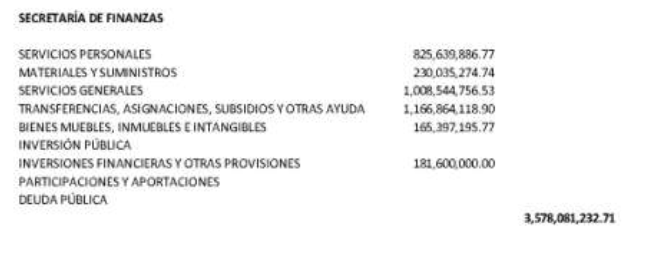 SECRETARÍA DE FINANZAS
SERVICIOS PERSONALES 825,639,886.77
MATERIALES Y SUMINISTROS 230,035,274.74
SERVICIOS GENERALES 1,008,544,756.53
TRANSFERENCIAS, ASIGNACIONES, SUBSIDIOS Y OTRAS AYUDA 1,166,864,118.90
BIENES MUEBLES, INMUEBLES E INTANGIBLES 165,397,195.77
INVERSIÓN PÚBLICA
INVERSIONES FINANCIERAS Y OTRAS PROVISIONES 181,600,000.00
PARTICIPACIONES Y APORTACIONES
DEUDA PÚBLICA
3,578,081,232.71